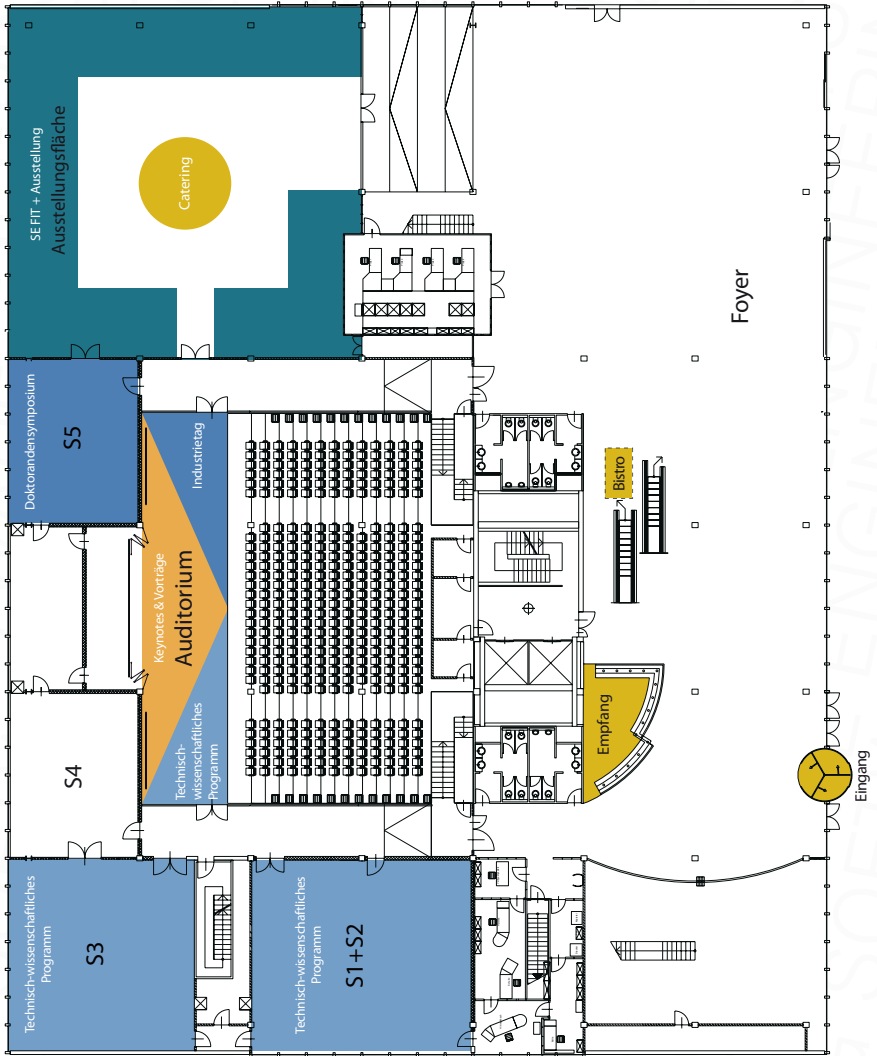 Technisch-wissenschaftliches
Programm
S3
S4
Doktorandensymposium
S5
SE FIT + Ausstellung
Ausstellungsfläche
Catering
Technisch-wissenschaftliches
Programm
S1+S2
Technisch-
wissenschaftliches
Programm
Keynotes & Vorträge
Auditorium
Industrietag
Empfang
Bistro
Foyer
Eingang